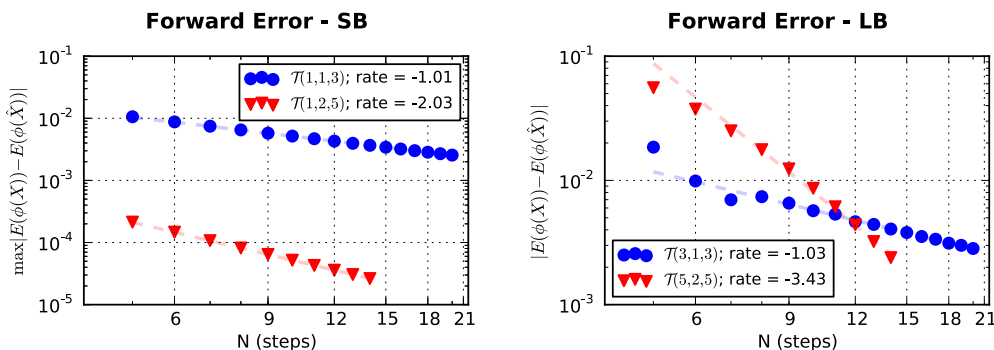 Forward Error - SB
max|E(ϕ(X))−E(ϕ(X̂))|
10⁻¹
10⁻²
10⁻³
10⁻⁴
10⁻⁵
𝒯(1,1,3); rate = -1.01
𝒯(1,2,5); rate = -2.03
6 9 12 15 18 21
N (steps)
Forward Error - LB
|E(ϕ(X))−E(ϕ(X̂))|
10⁻¹
10⁻²
10⁻³
𝒯(3,1,3); rate = -1.03
𝒯(5,2,5); rate = -3.43
6 9 12 15 18 21
N (steps)